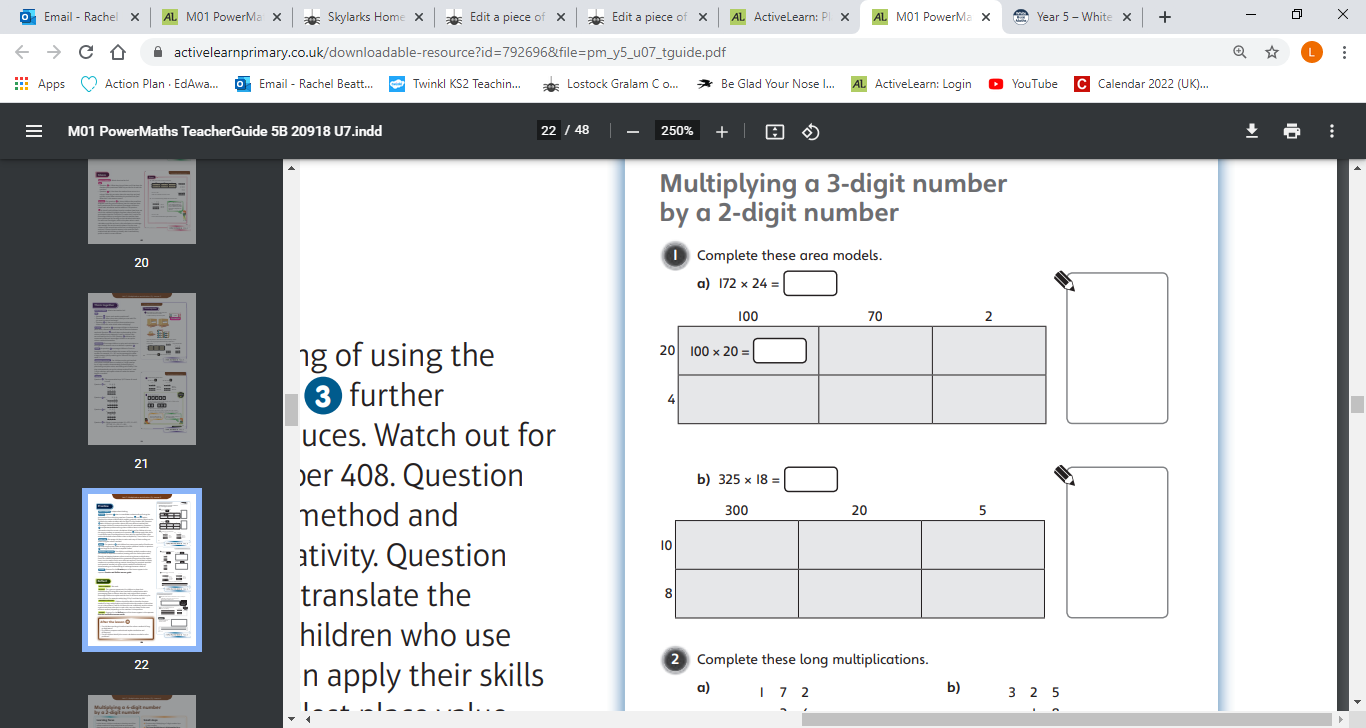 Email - Rachel
M01 PowerMa
Skylarks Home
Edit a piece of
Edit a piece of
ActiveLearn: Pl
M01 PowerMa
Year 5 – White
activelearnprimary.co.uk/downloadable-resource?id=792696&file=pm_y5_u07_tguide.pdf
L
Apps
Action Plan · EdAwa...
Email - Rachel Beatt...
Twinkl KS2 Teachin...
Lostock Gralam C o...
Be Glad Your Nose I...
ActiveLearn: Login
YouTube
Calendar 2022 (UK)...
M01 PowerMaths TeacherGuide 5B 20918 U7.indd
22 / 48
250%
20
21
22
ng of using the
3 further
uces. Watch out for
ber 408. Question
method and
ativity. Question
translate the
hildren who use
n apply their skills
Multiplying a 3-digit number
by a 2-digit number
1 Complete these area models.
a) 172 × 24 =
100 70 2
20 100 × 20 =
4
b) 325 × 18 =
300 20 5
10
8
2 Complete these long multiplications.
a) 1 7 2 b) 3 2 5